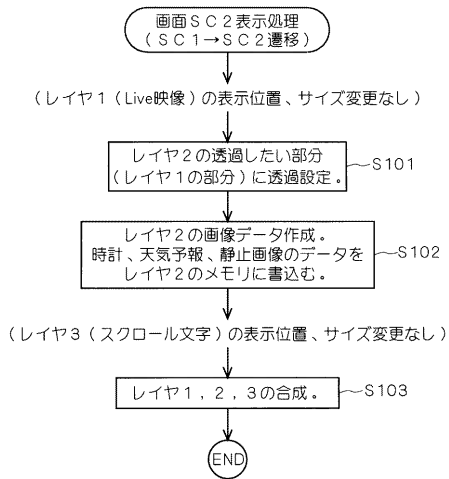 画面ＳＣ２表示処理
（ＳＣ１→ＳＣ２遷移）
（レイヤ１（Live映像）の表示位置、サイズ変更なし）
レイヤ２の透過したい部分
（レイヤ１の部分）に透過設定。
S101
レイヤ２の画像データ作成。
時計、天気予報、静止画像のデータを
レイヤ２のメモリに書込む。
S102
（レイヤ３（スクロール文字）の表示位置、サイズ変更なし）
レイヤ１，２，３の合成。
S103
END